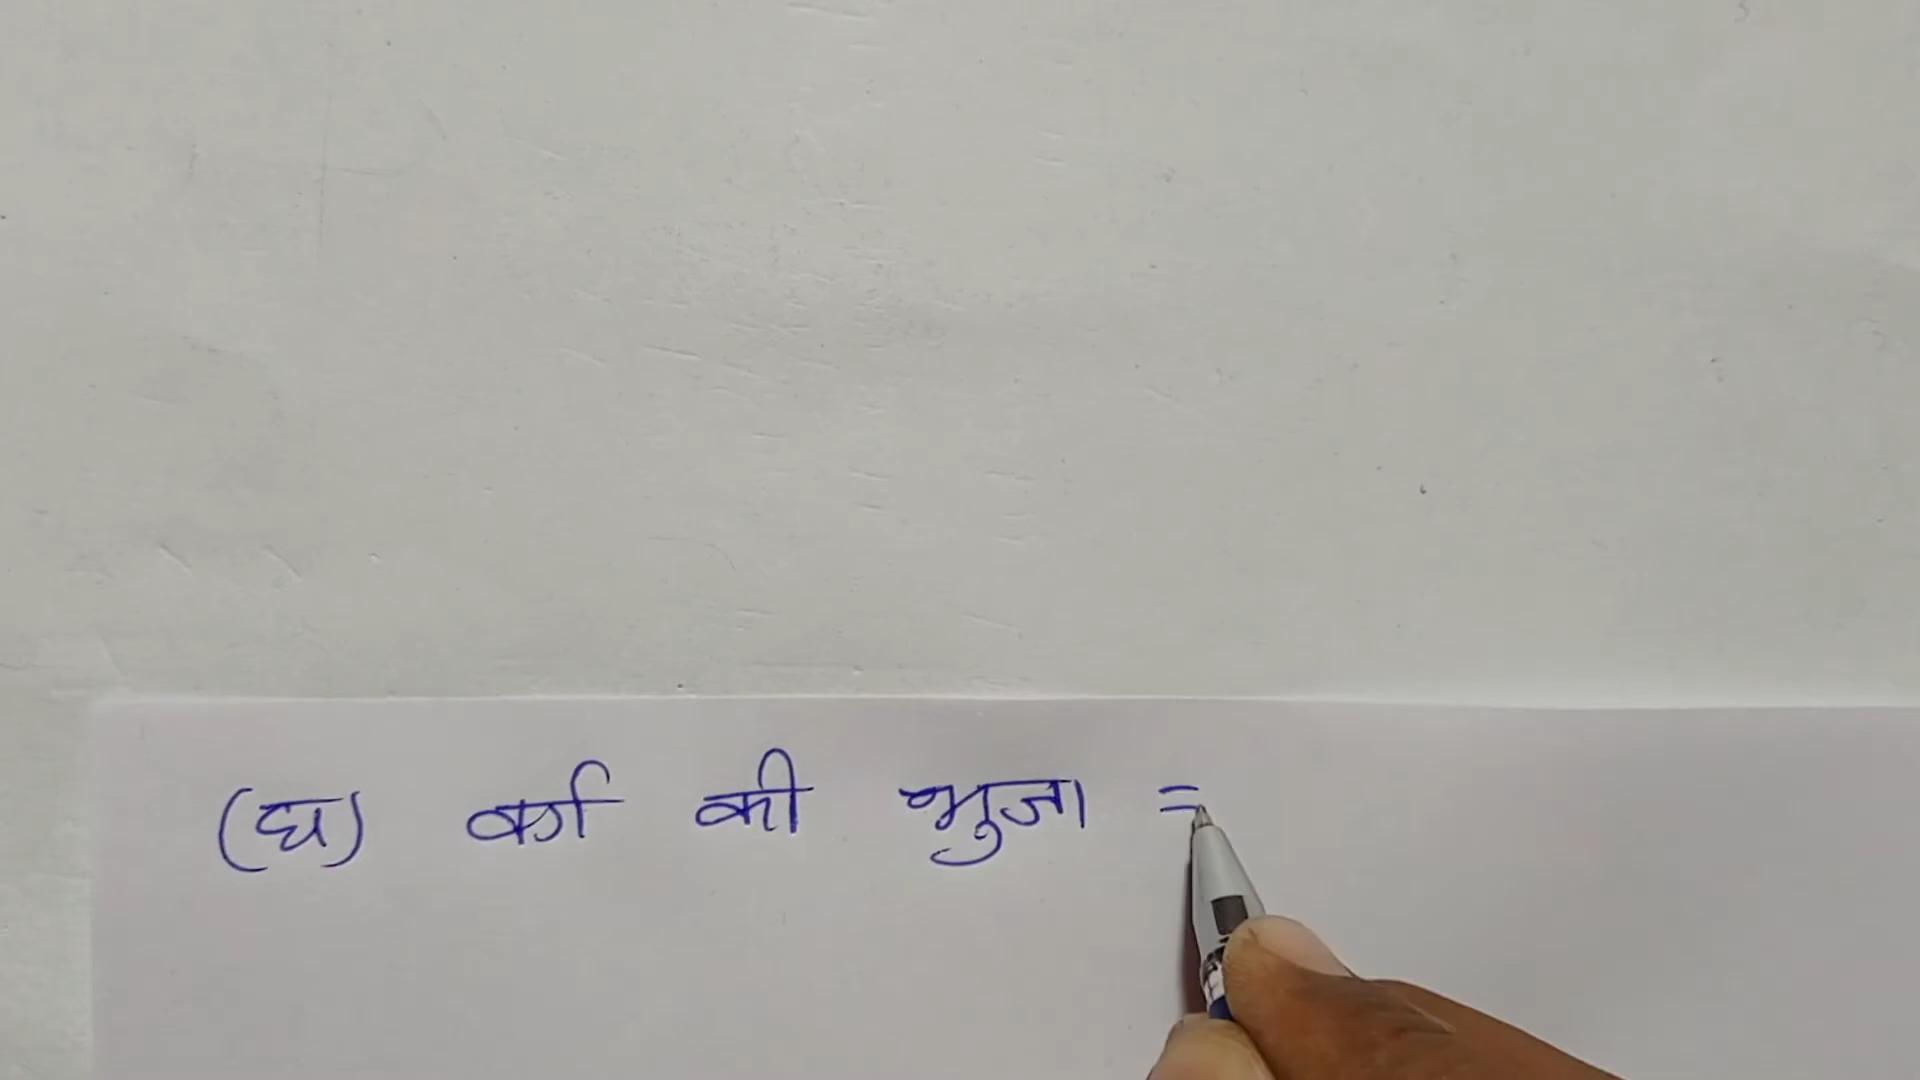 (घ) वर्ग की भुजा =